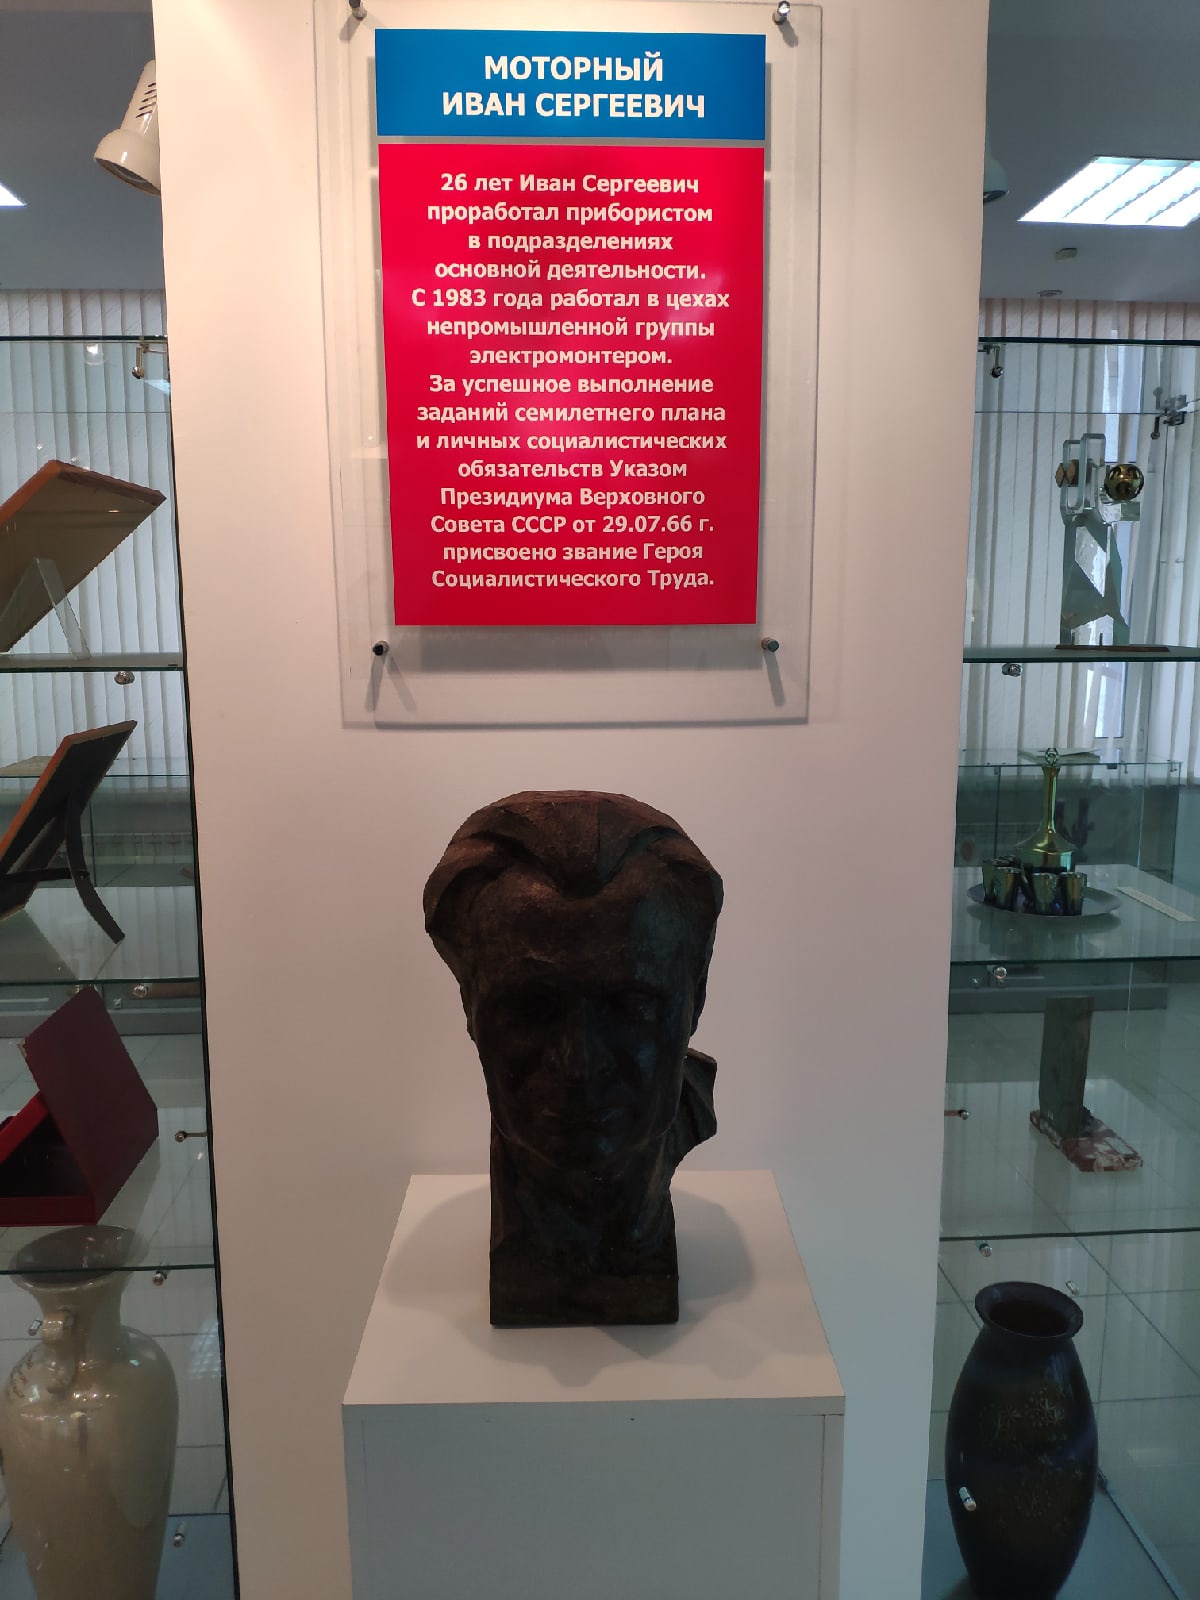 МОТОРНЫЙ
ИВАН СЕРГЕЕВИЧ
26 лет Иван Сергеевич
проработал прибористом
в подразделениях
основной деятельности.
С 1983 года работал в цехах
непромышленной группы
электромонтером.
За успешное выполнение
заданий семилетнего плана
и личных социалистических
обязательств Указом
Президиума Верховного
Совета СССР от 29.07.66 г.
присвоено звание Героя
Социалистического Труда.